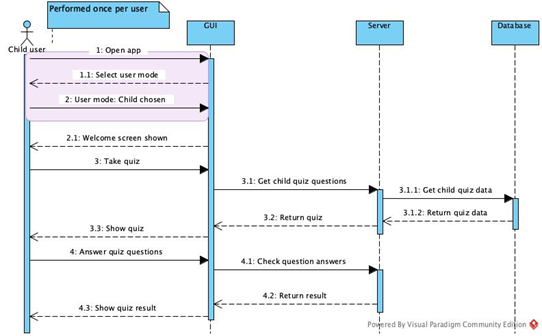 Performed once per user
GUI
Server
Database
Child user
1: Open app
1.1: Select user mode
2: User mode: Child chosen
2.1: Welcome screen shown
3: Take quiz
3.1: Get child quiz questions
3.1.1: Get child quiz data
3.1.2: Return quiz data
3.2: Return quiz
3.3: Show quiz
4: Answer quiz questions
4.1: Check question answers
4.2: Return result
4.3: Show quiz result
Powered By Visual Paradigm Community Edition